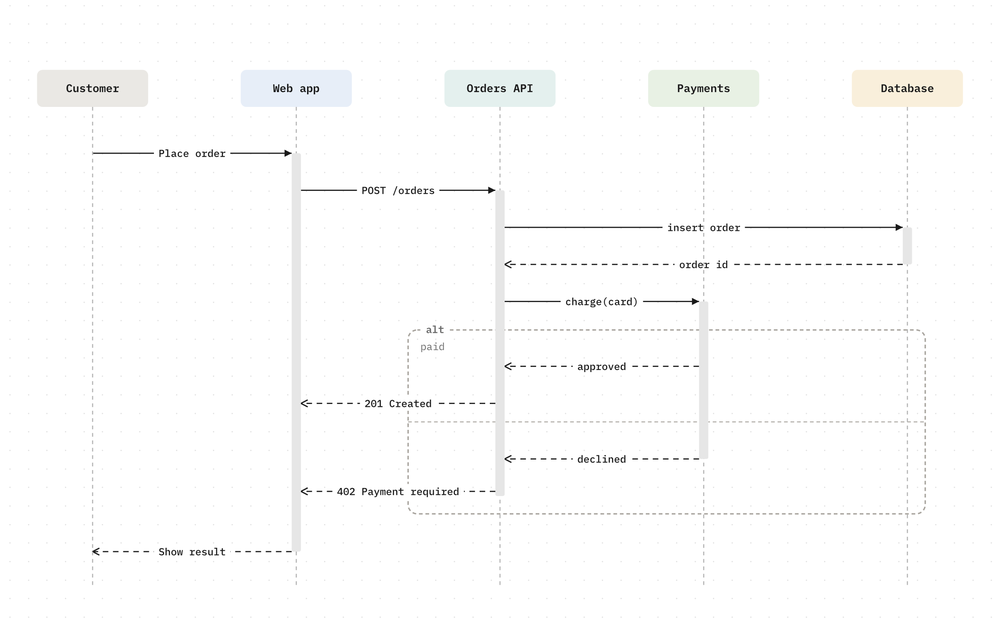 Customer
Web app
Orders API
Payments
Database
Place order
POST /orders
insert order
order id
charge(card)
alt
paid
approved
201 Created
declined
402 Payment required
Show result